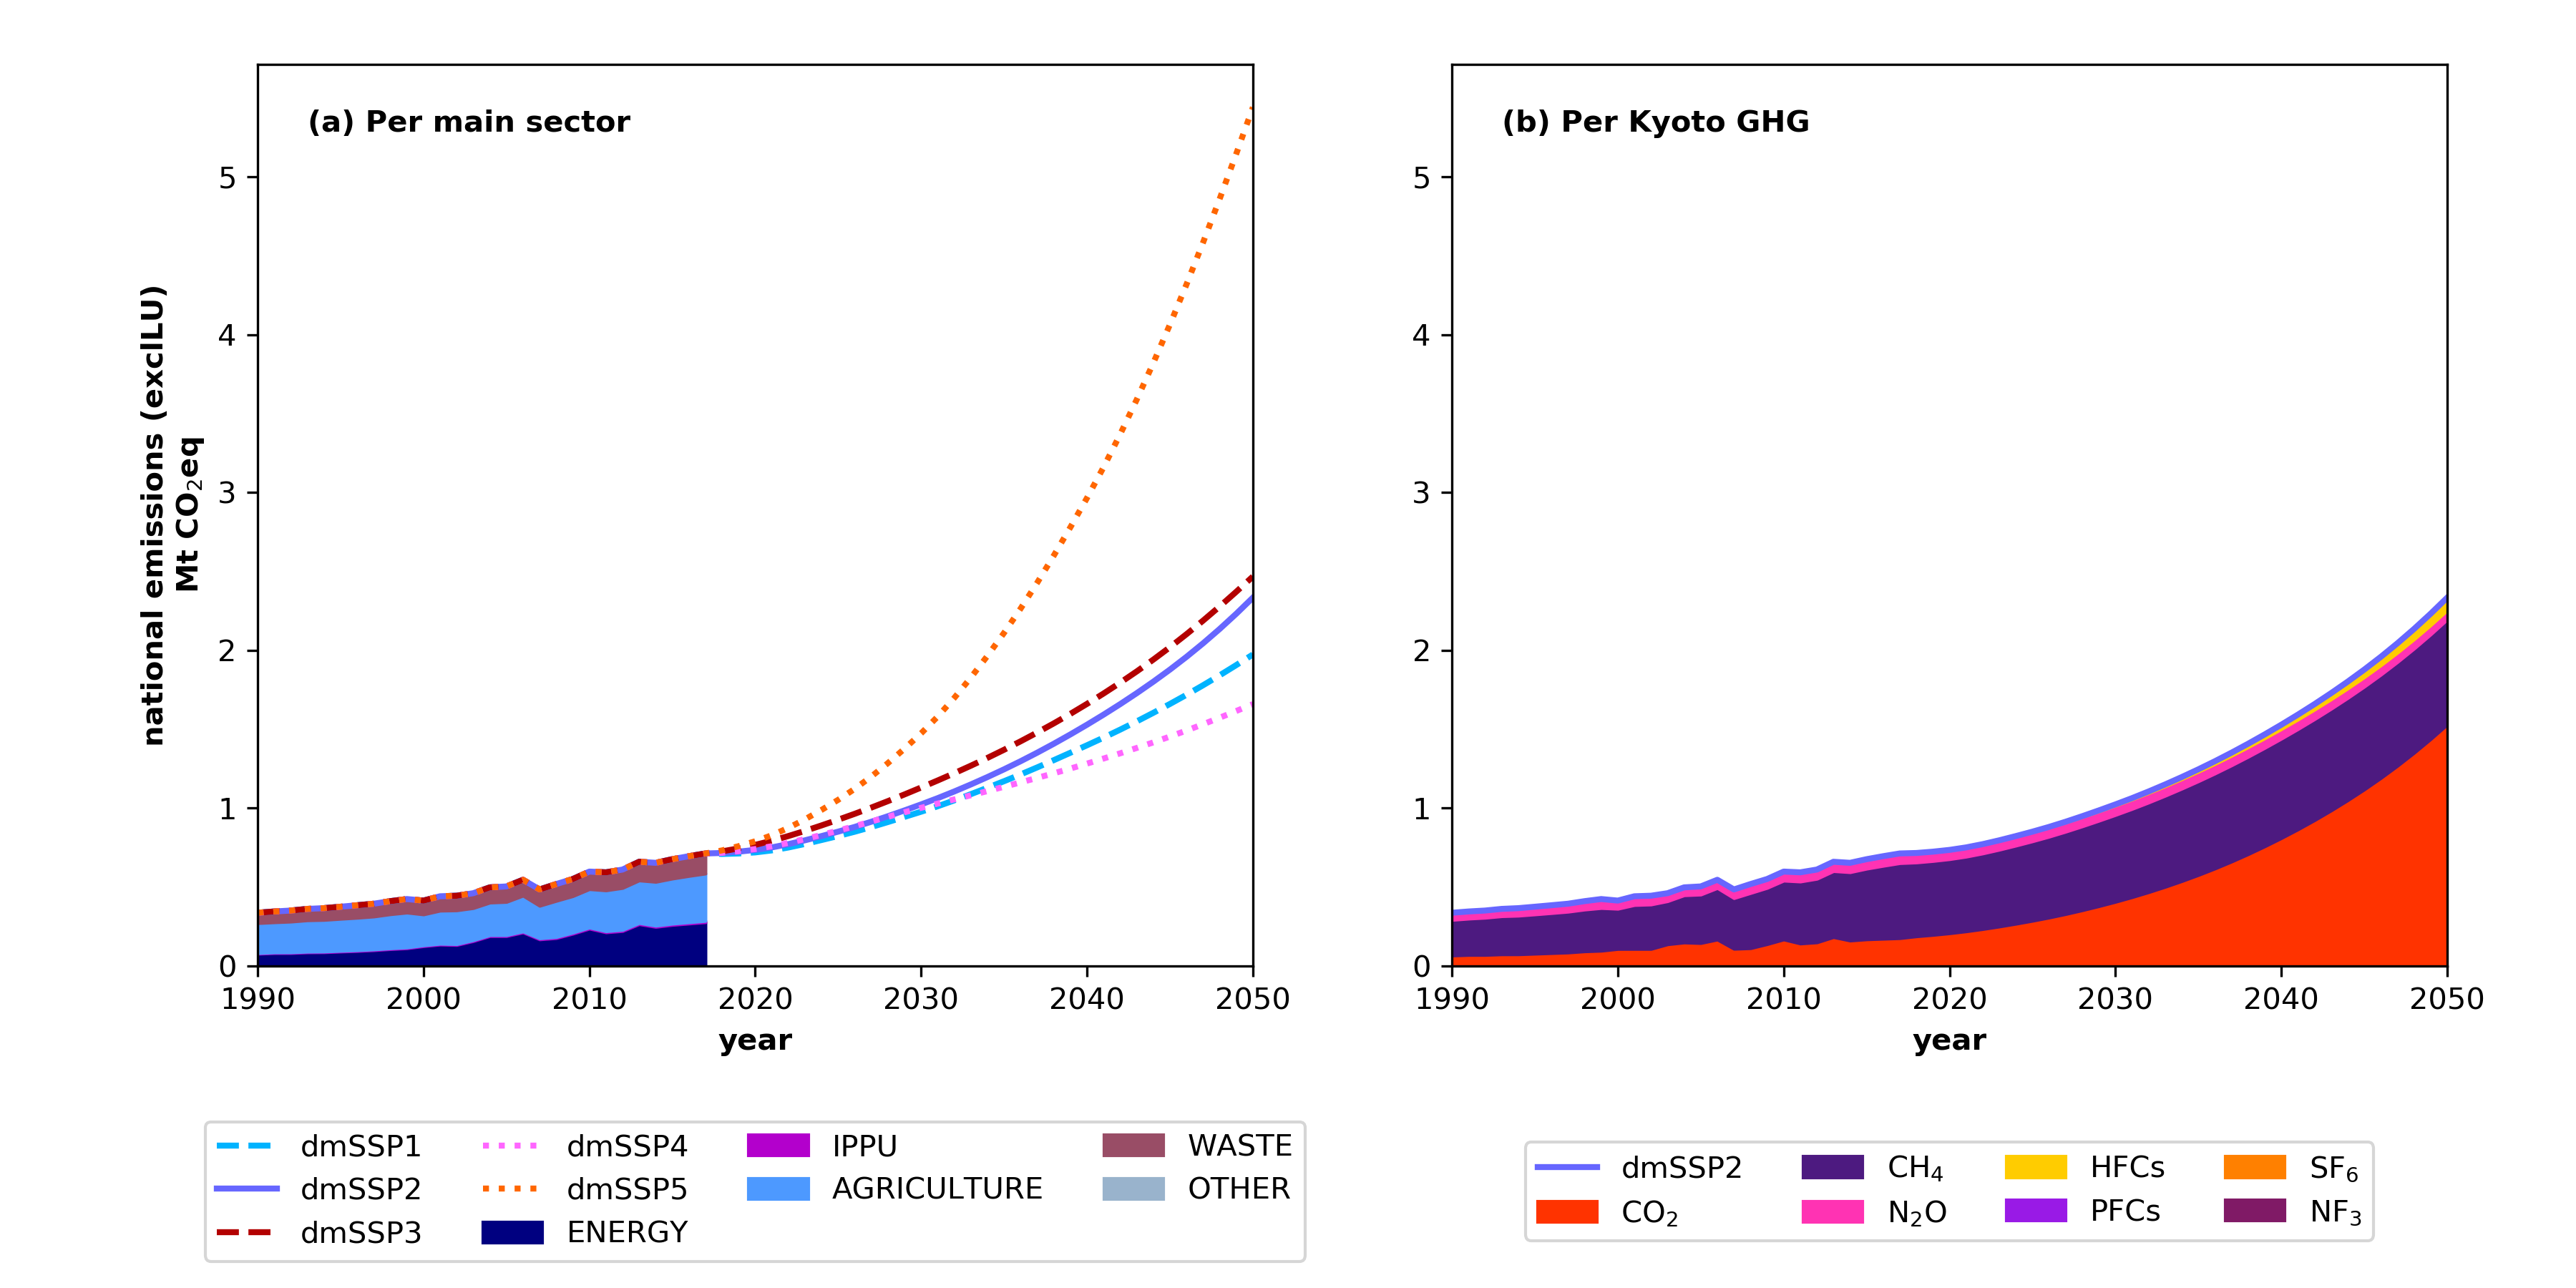 (a) Per main sector
national emissions (exclLU)
Mt CO₂eq
5
4
3
2
1
0
1990 2000 2010 2020 2030 2040 2050
year
dmSSP1 dmSSP4 IPPU WASTE
dmSSP2 dmSSP5 AGRICULTURE OTHER
dmSSP3 ENERGY
(b) Per Kyoto GHG
5
4
3
2
1
0
1990 2000 2010 2020 2030 2040 2050
year
dmSSP2 CH₄ HFCs SF₆
CO₂ N₂O PFCs NF₃